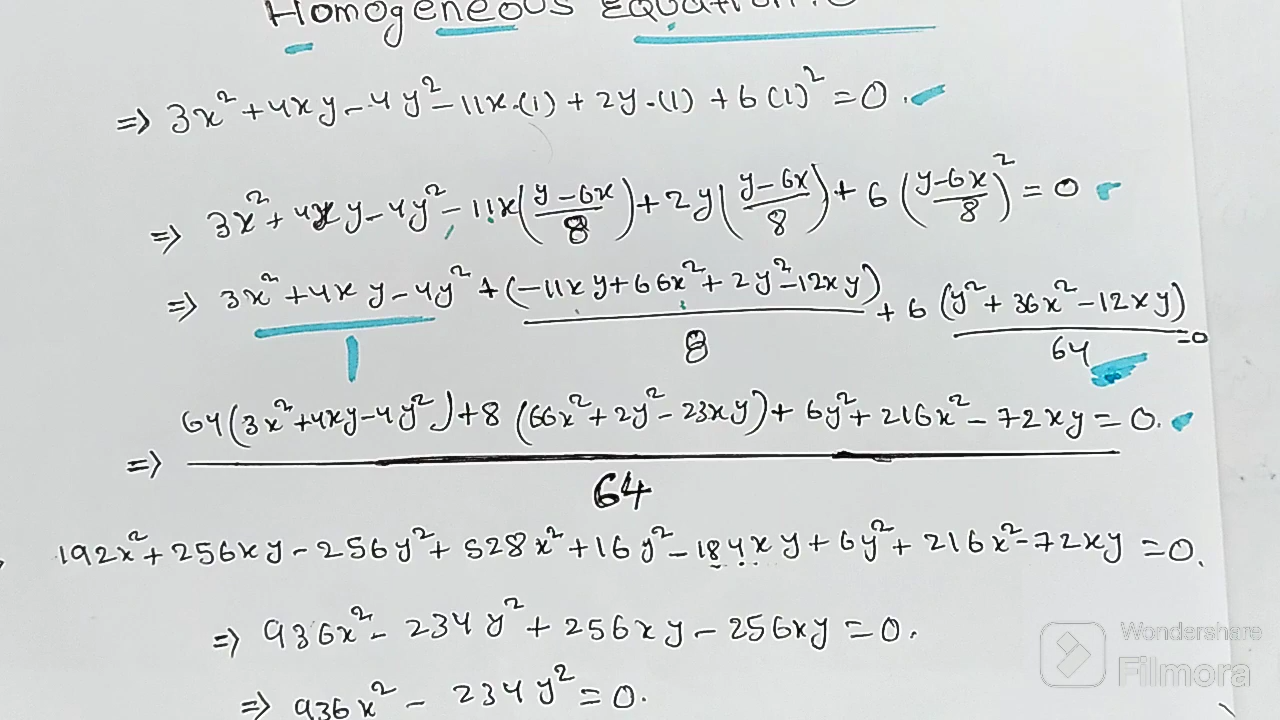 Homogeneous Equation:
=> 3x² + 4xy - 4y² - 11x·(1) + 2y·(1) + 6(1)² = 0.
=> 3x² + 4xy - 4y² - 11x((y-6x)/8) + 2y((y-6x)/8) + 6((y-6x)/8)² = 0
=> 3x² + 4xy - 4y² + (-11xy + 66x² + 2y² - 12xy)/8 + 6(y² + 36x² - 12xy)/64 = 0
1
=> (64(3x² + 4xy - 4y²) + 8(66x² + 2y² - 23xy) + 6y² + 216x² - 72xy = 0.)/64
192x² + 256xy - 256y² + 528x² + 16y² - 184xy + 6y² + 216x² - 72xy = 0.
=> 936x² - 234y² + 256xy - 256xy = 0.
=> 936x² - 234y² = 0.
Wondershare
Filmora